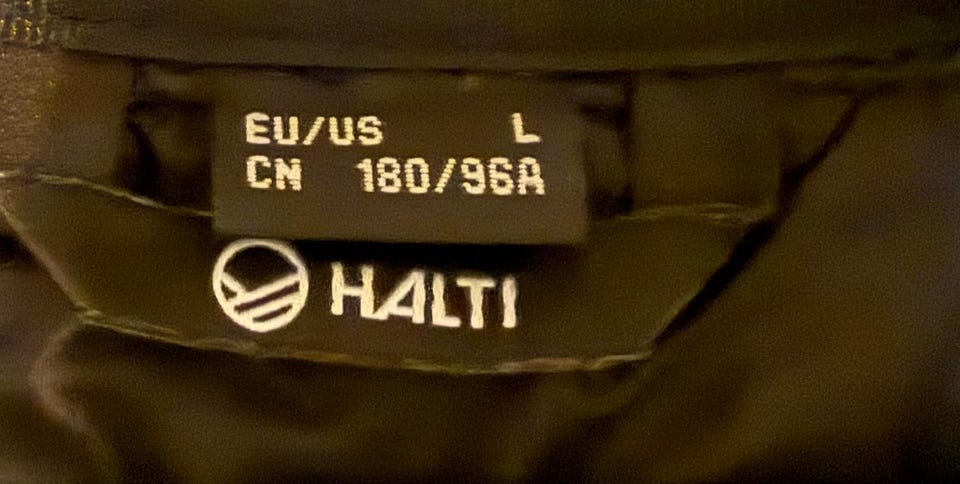 EU/US L
CN 180/96A
HALTI